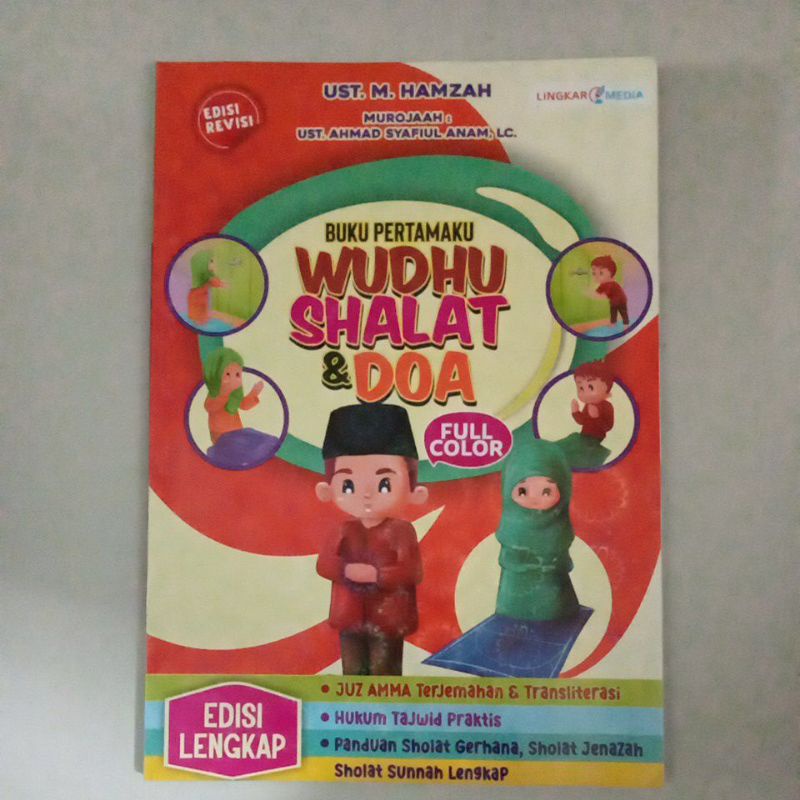 EDISI
REVISI
UST. M. HAMZAH
MUROJAAH :
UST. AHMAD SYAFIUL ANAM, LC.
LINGKAR MEDIA
BUKU PERTAMAKU
WUDHU
SHALAT
& DOA
FULL
COLOR
EDISI
LENGKAP
• JUZ AMMA Terjemahan & Transliterasi
• Hukum Tajwid Praktis
• Panduan Sholat Gerhana, Sholat Jenazah
Sholat Sunnah Lengkap